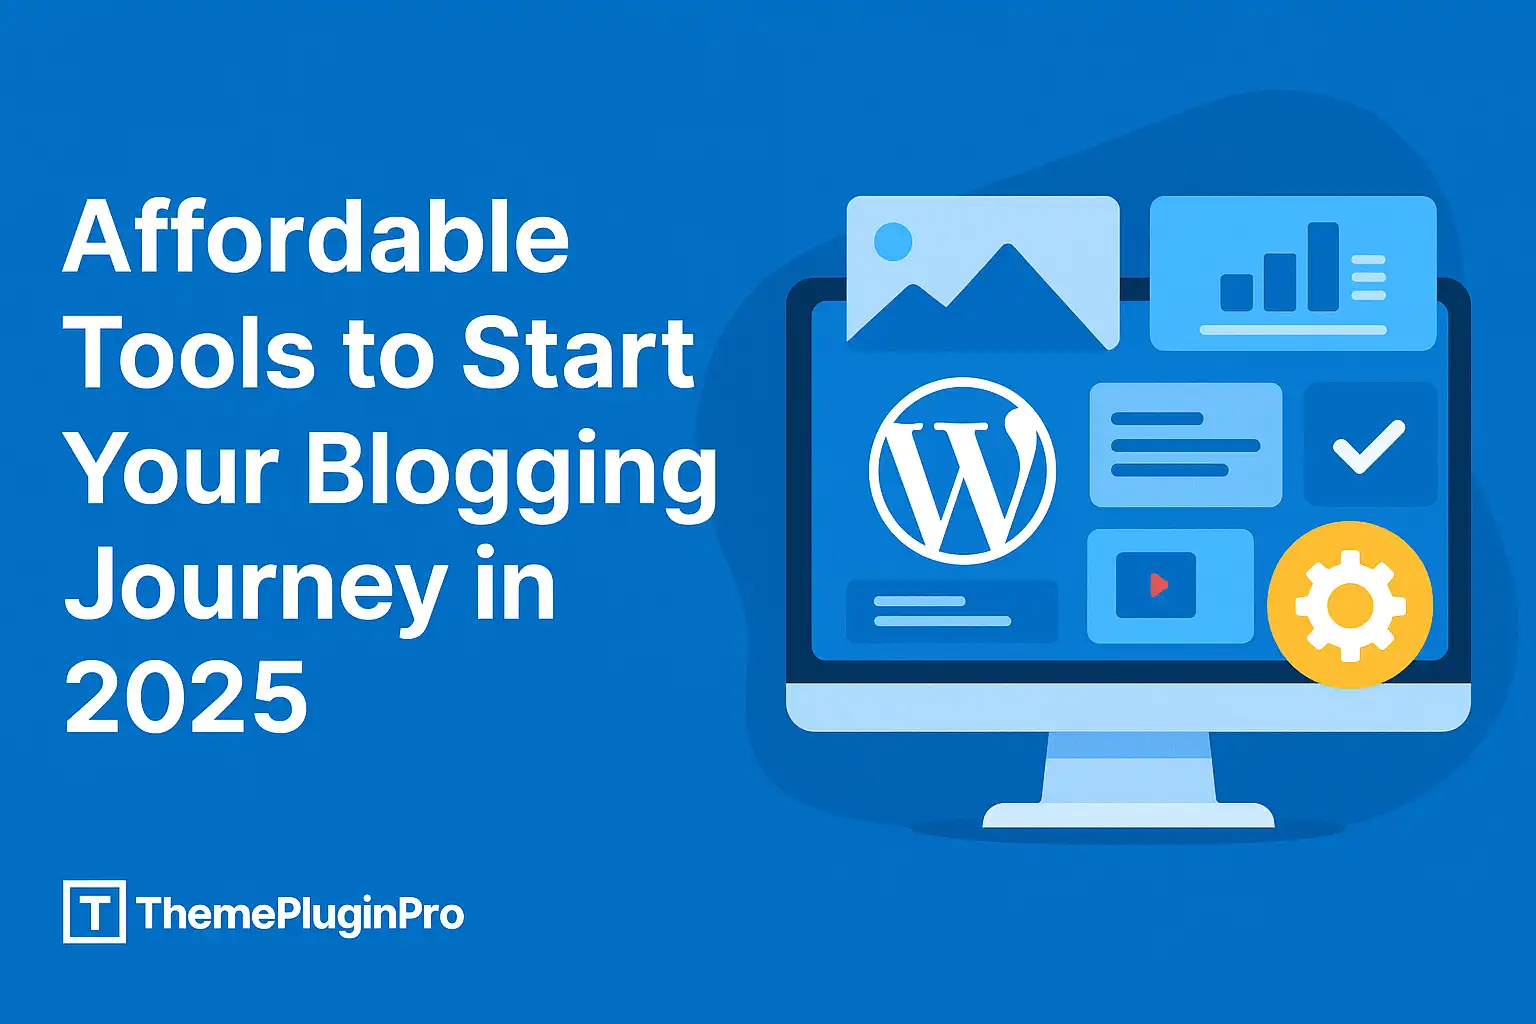 Affordable
Tools to Start
Your Blogging
Journey in
2025
W
T ThemePluginPro